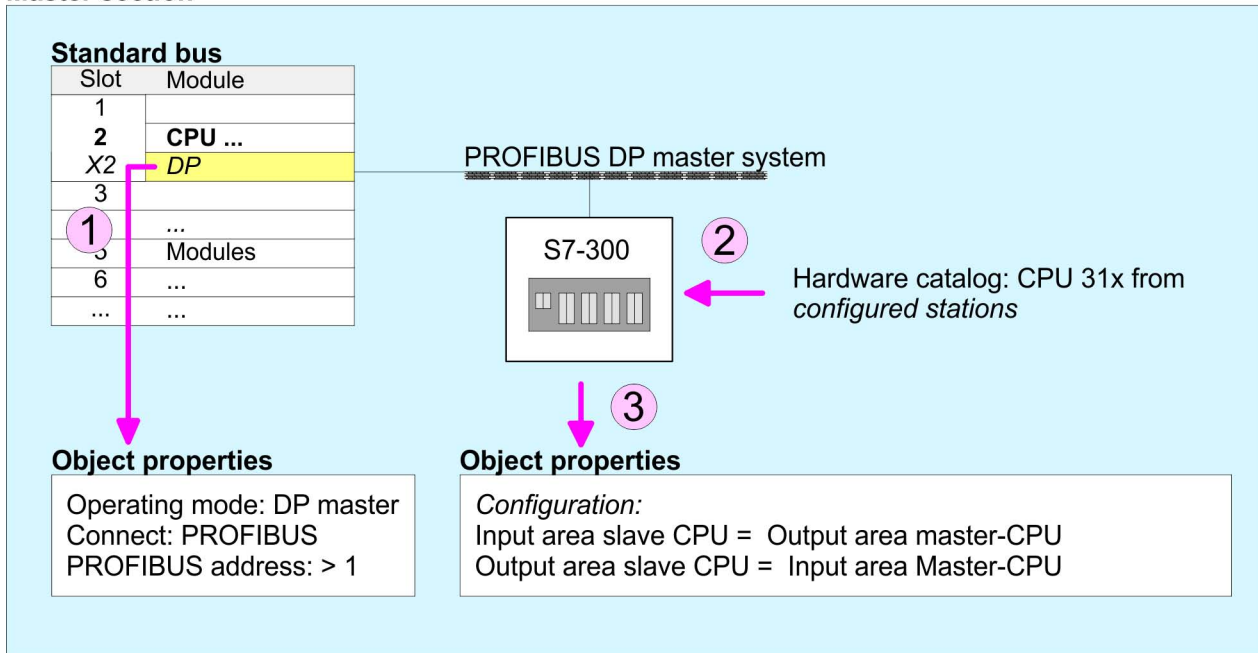 Standard bus
Slot Module
1
2 CPU ...
X2 DP
3
...
5 Modules
6 ...
... ...
1
PROFIBUS DP master system
S7-300
2
Hardware catalog: CPU 31x from
configured stations
3
Object properties
Operating mode: DP master
Connect: PROFIBUS
PROFIBUS address: > 1
Object properties
Configuration:
Input area slave CPU = Output area master-CPU
Output area slave CPU = Input area Master-CPU